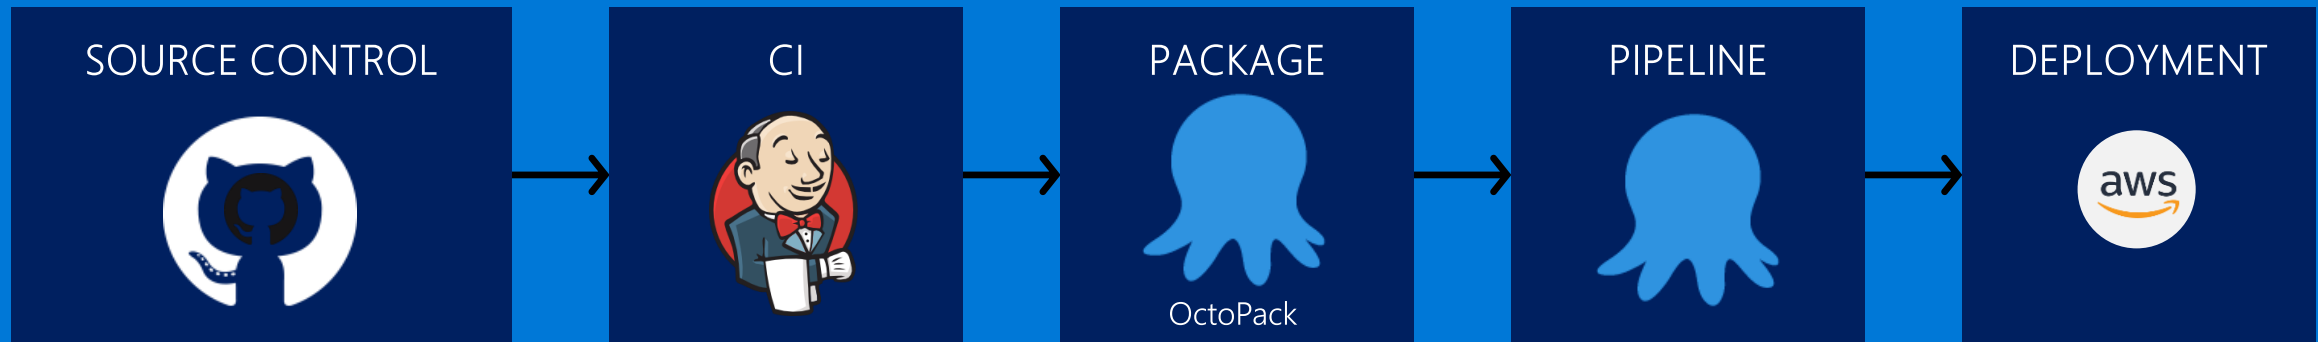 SOURCE CONTROL
CI
PACKAGE
PIPELINE
DEPLOYMENT
aws
OctoPack